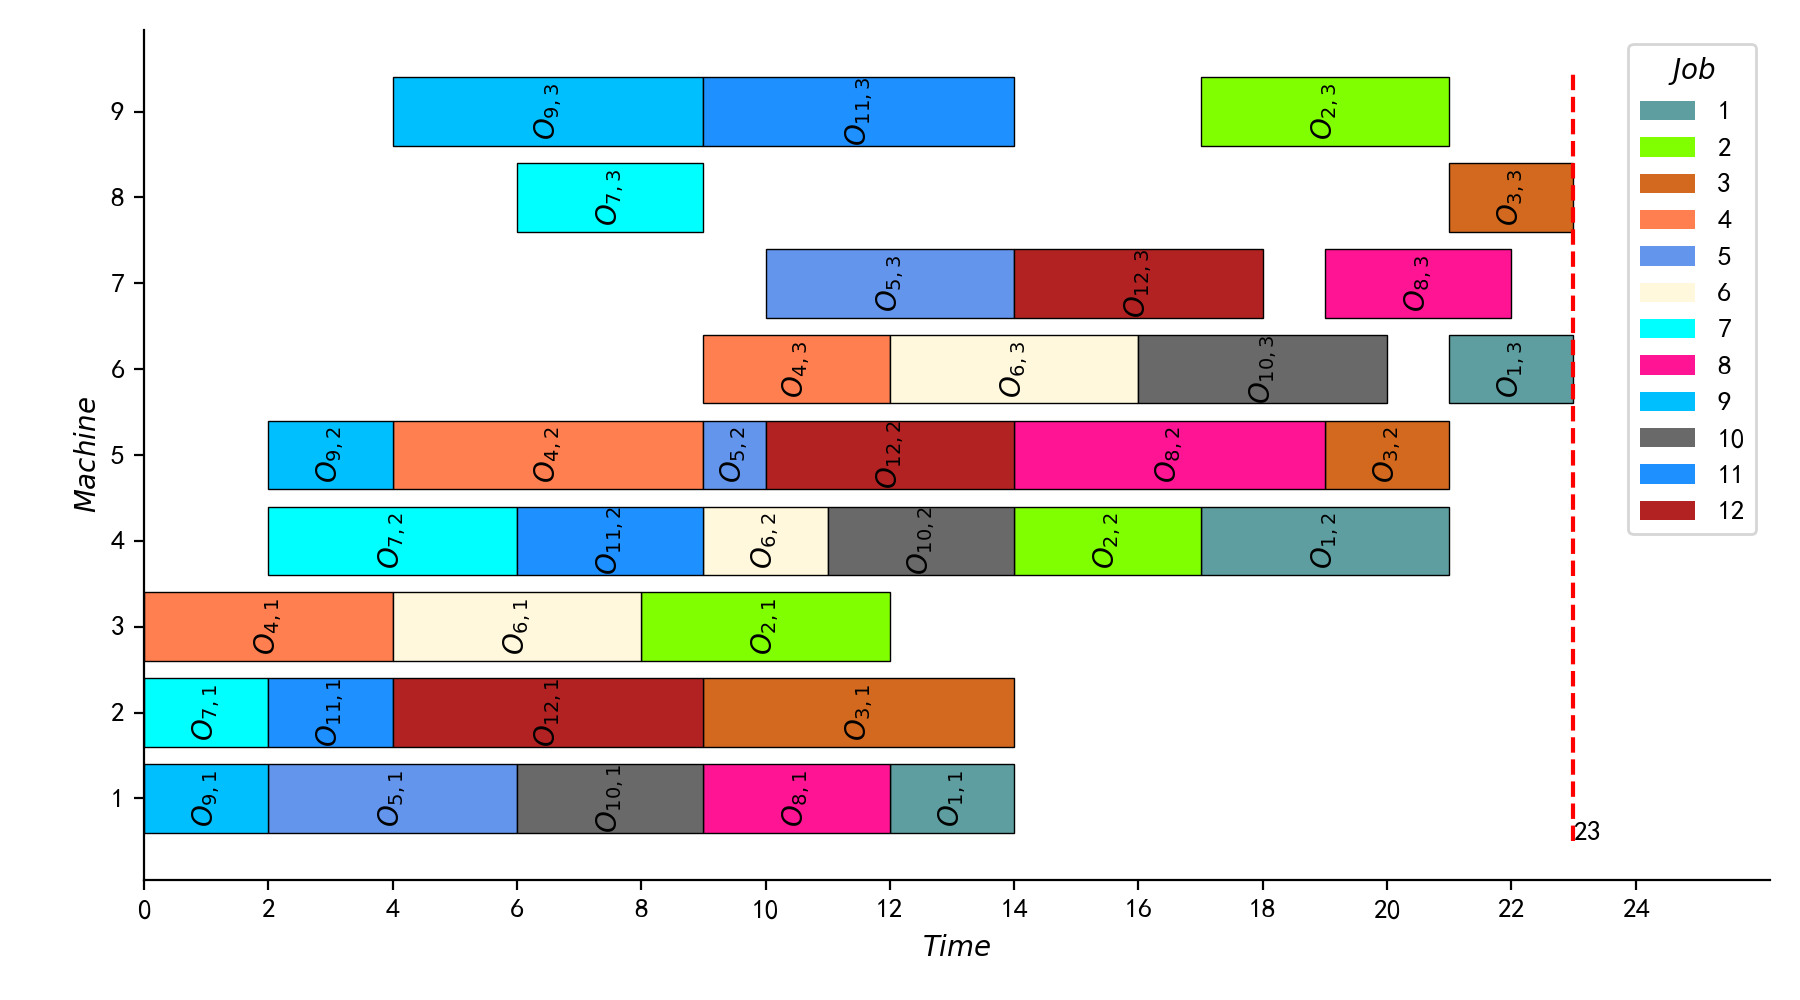 Machine
9
8
7
6
5
4
3
2
1
O9,3 O11,3 O2,3
O7,3 O3,3
O5,3 O12,3 O8,3
O4,3 O6,3 O10,3 O1,3
O9,2 O4,2 O5,2 O12,2 O8,2 O3,2
O7,2 O11,2 O6,2 O10,2 O2,2 O1,2
O4,1 O6,1 O2,1
O7,1 O11,1 O12,1 O3,1
O9,1 O5,1 O10,1 O8,1 O1,1
23
0 2 4 6 8 10 12 14 16 18 20 22 24
Time
Job
1
2
3
4
5
6
7
8
9
10
11
12